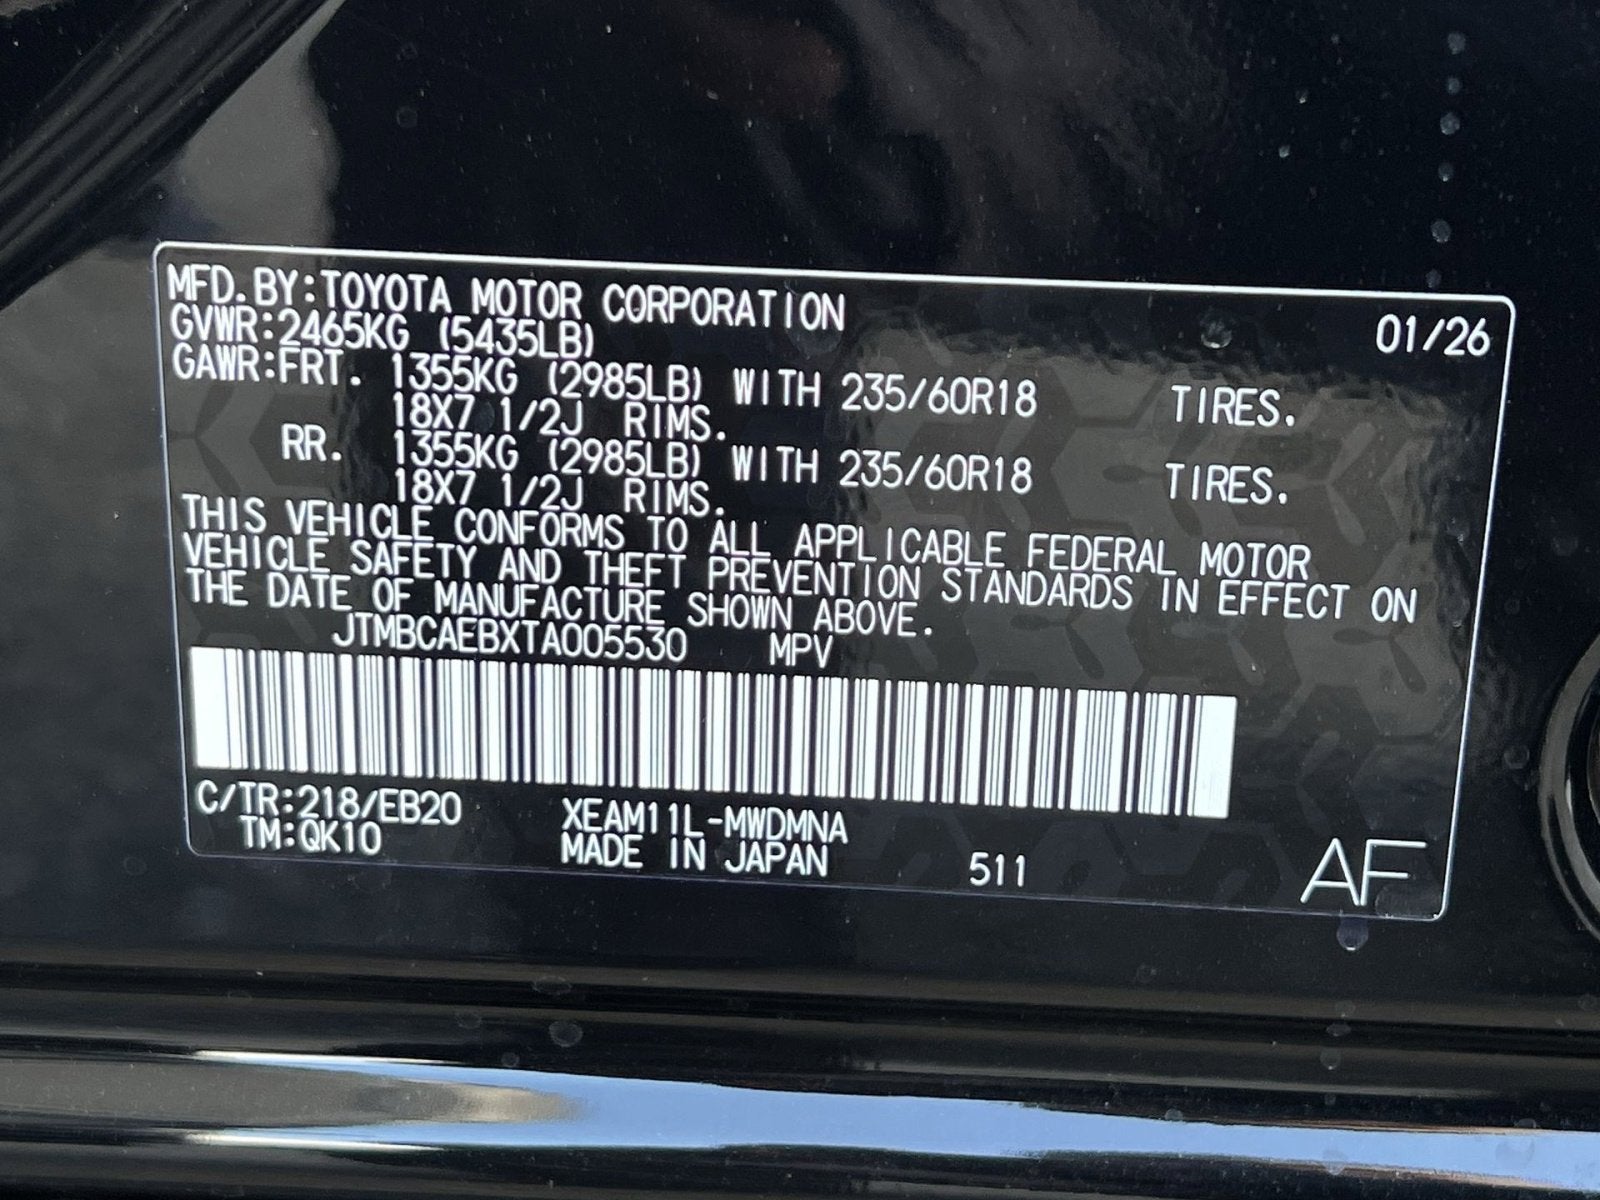 MFD.BY:TOYOTA MOTOR CORPORATION 01/26
GVWR:2465KG (5435LB)
GAWR:FRT. 1355KG (2985LB) WITH 235/60R18 TIRES.
18X7 1/2J RIMS.
RR. 1355KG (2985LB) WITH 235/60R18 TIRES.
18X7 1/2J RIMS.
THIS VEHICLE CONFORMS TO ALL APPLICABLE FEDERAL MOTOR
VEHICLE SAFETY AND THEFT PREVENTION STANDARDS IN EFFECT ON
THE DATE OF MANUFACTURE SHOWN ABOVE.
JTMBCAEBXTA005530 MPV
C/TR:218/EB20 XEAM11L-MWDMNA
TM:QK10 MADE IN JAPAN 511 AF